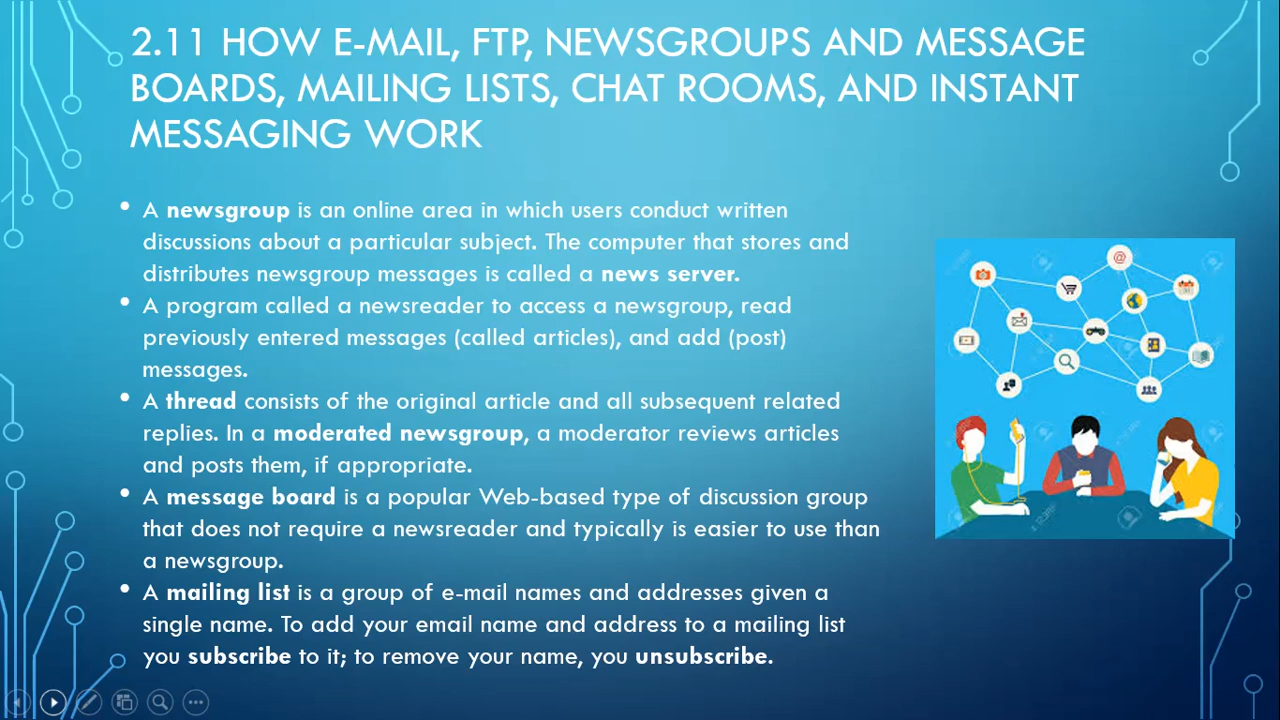 2.11 HOW E-MAIL, FTP, NEWSGROUPS AND MESSAGE
BOARDS, MAILING LISTS, CHAT ROOMS, AND INSTANT
MESSAGING WORK
• A newsgroup is an online area in which users conduct written
discussions about a particular subject. The computer that stores and
distributes newsgroup messages is called a news server.
• A program called a newsreader to access a newsgroup, read
previously entered messages (called articles), and add (post)
messages.
• A thread consists of the original article and all subsequent related
replies. In a moderated newsgroup, a moderator reviews articles
and posts them, if appropriate.
• A message board is a popular Web-based type of discussion group
that does not require a newsreader and typically is easier to use than
a newsgroup.
• A mailing list is a group of e-mail names and addresses given a
single name. To add your email name and address to a mailing list
you subscribe to it; to remove your name, you unsubscribe.